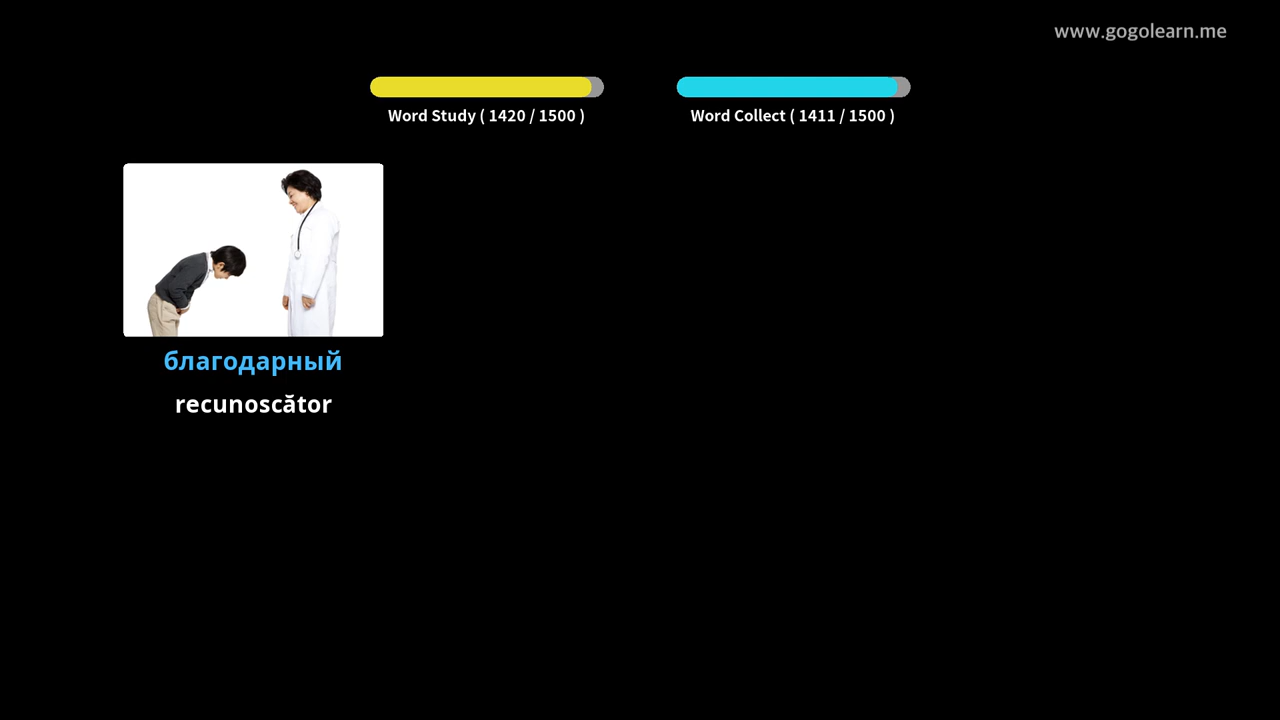 www.gogolearn.me
Word Study ( 1420 / 1500 )
Word Collect ( 1411 / 1500 )
благодарный
recunoscător